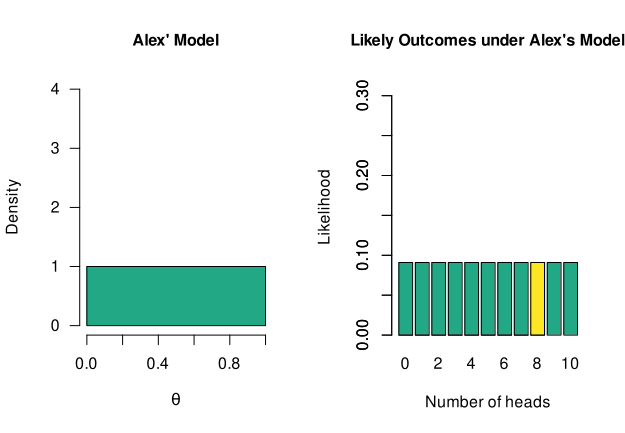 Alex' Model
Density
4
3
2
1
0
0.0 0.4 0.8
θ
Likely Outcomes under Alex's Model
Likelihood
0.30
0.20
0.10
0.00
0 2 4 6 8 10
Number of heads